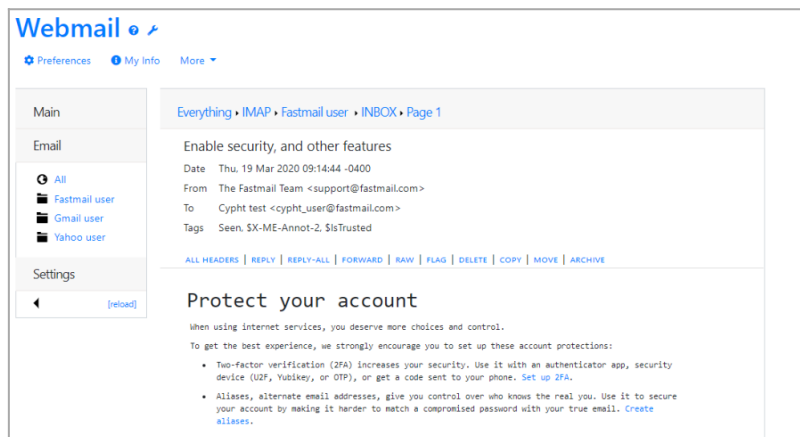 Webmail
Preferences My Info More
Main
Email
All
Fastmail user
Gmail user
Yahoo user
Settings
[reload]
Everything › IMAP › Fastmail user › INBOX › Page 1
Enable security, and other features
Date Thu, 19 Mar 2020 09:14:44 -0400
From The Fastmail Team <support@fastmail.com>
To Cypht test <cypht_user@fastmail.com>
Tags Seen, $X-ME-Annot-2, $IsTrusted
ALL HEADERS | REPLY | REPLY-ALL | FORWARD | RAW | FLAG | DELETE | COPY | MOVE | ARCHIVE
Protect your account
When using internet services, you deserve more choices and control.
To get the best experience, we strongly encourage you to set up these account protections:
• Two-factor verification (2FA) increases your security. Use it with an authenticator app, security
device (U2F, Yubikey, or OTP), or get a code sent to your phone. Set up 2FA.
• Aliases, alternate email addresses, give you control over who knows the real you. Use it to secure
your account by making it harder to match a compromised password with your true email. Create
aliases.